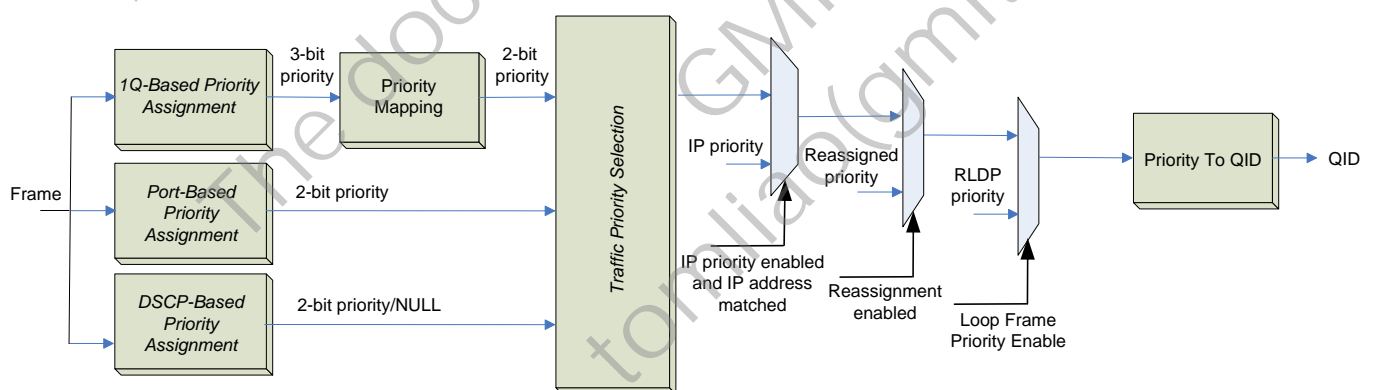 Frame
1Q-Based Priority
Assignment
3-bit
priority
Priority
Mapping
2-bit
priority
Port-Based
Priority
Assignment
2-bit priority
DSCP-Based
Priority
Assignment
2-bit priority/NULL
Traffic Priority Selection
IP priority
IP priority enabled
and IP address
matched
Reassigned
priority
Reassignment
enabled
RLDP
priority
Loop Frame
Priority Enable
Priority To QID
QID
The
tomliao(